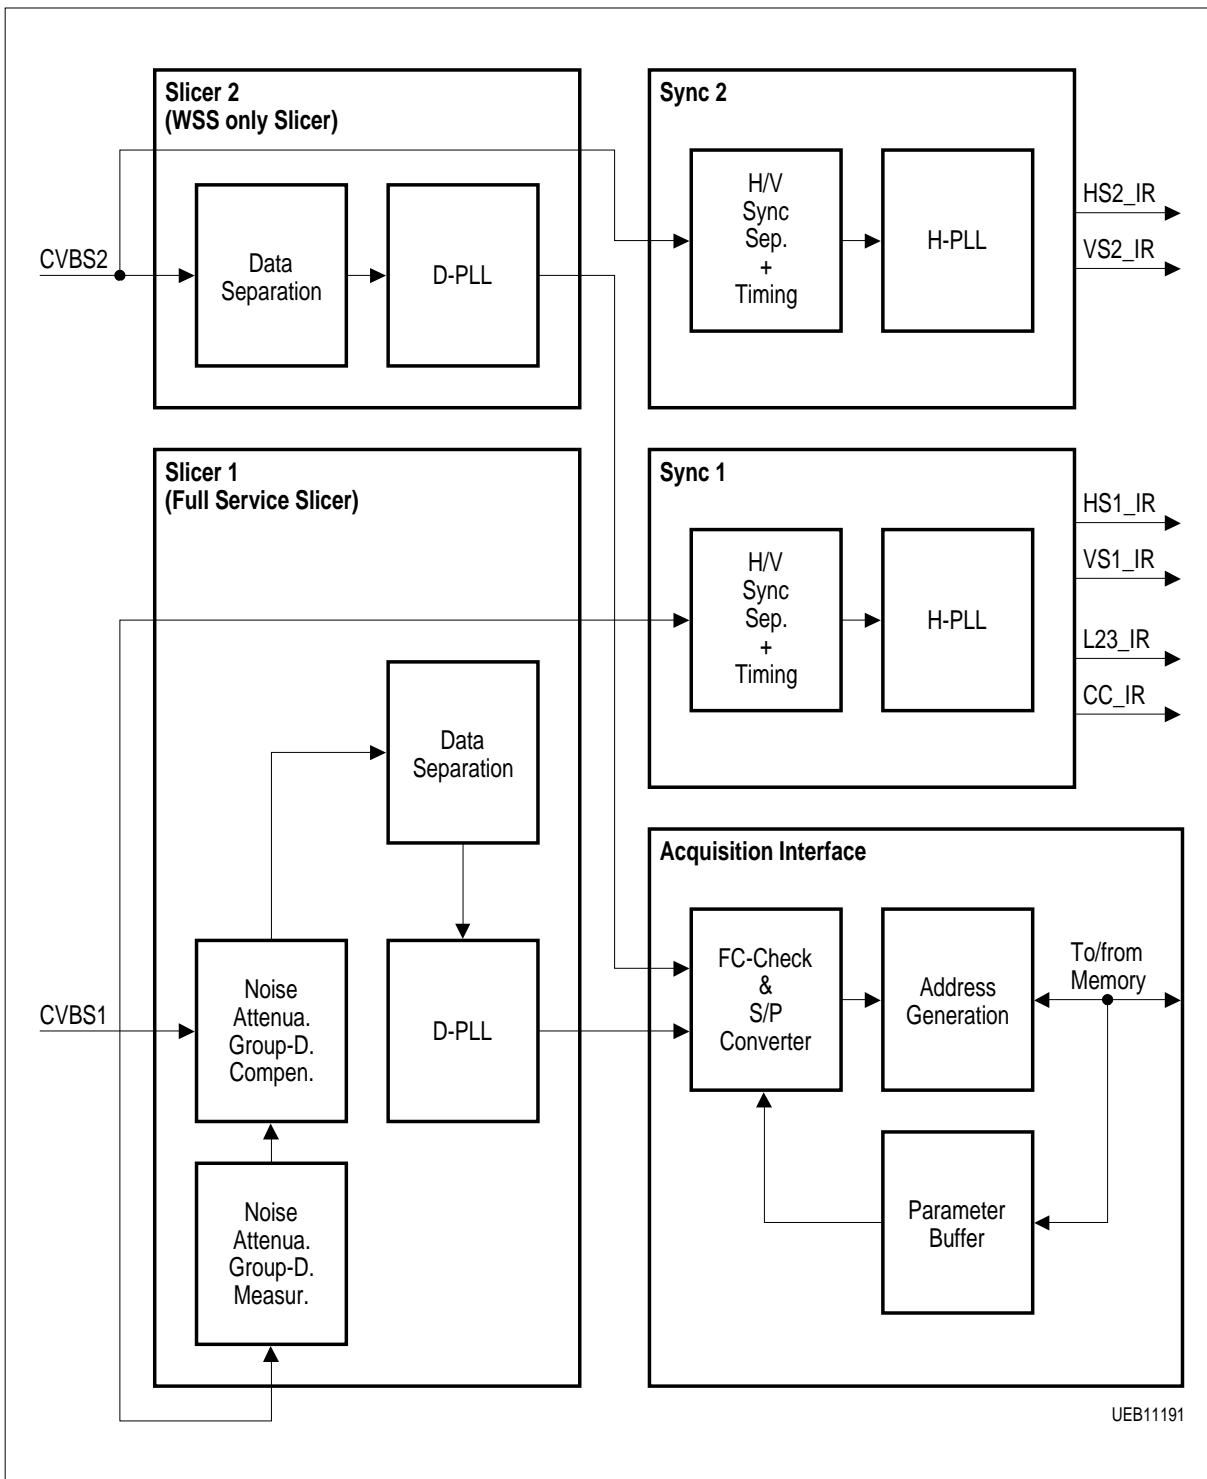 Slicer 2
(WSS only Slicer)
CVBS2
Data
Separation
D-PLL
Sync 2
H/V
Sync
Sep.
+
Timing
H-PLL
HS2_IR
VS2_IR
Slicer 1
(Full Service Slicer)
Data
Separation
CVBS1
Noise
Attenua.
Group-D.
Compen.
D-PLL
Noise
Attenua.
Group-D.
Measur.
Sync 1
H/V
Sync
Sep.
+
Timing
H-PLL
HS1_IR
VS1_IR
L23_IR
CC_IR
Acquisition Interface
FC-Check
&
S/P
Converter
Address
Generation
To/from
Memory
Parameter
Buffer
UEB11191